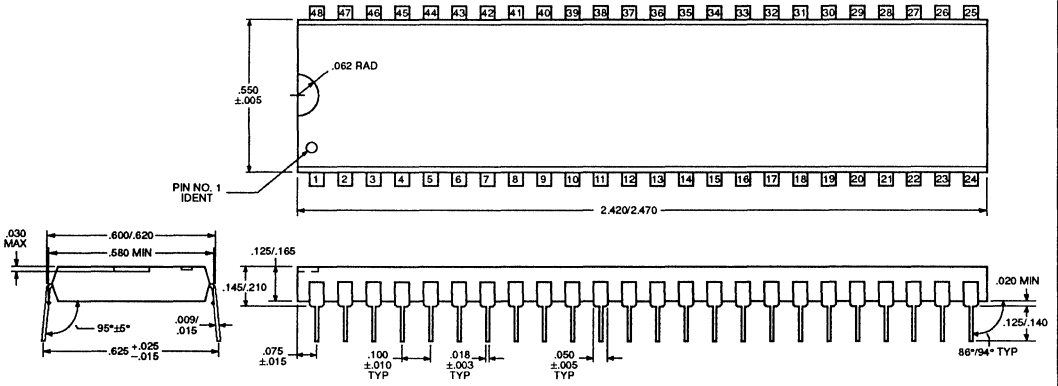 48 47 46 45 44 43 42 41 40 39 38 37 36 35 34 33 32 31 30 29 28 27 26 25
.062 RAD
.550
±.005
PIN NO. 1
IDENT
1 2 3 4 5 6 7 8 9 10 11 12 13 14 15 16 17 18 19 20 21 22 23 24
2.420/2.470
.030
MAX
.600/.620
.580 MIN
.125/.165
.145/.210
.020 MIN
95°±5°
.009/
.015
.125/.140
.625 +.025
−.015
.075
±.015
.100
±.010
TYP
.018
±.003
TYP
.050
±.005
TYP
86°/94° TYP